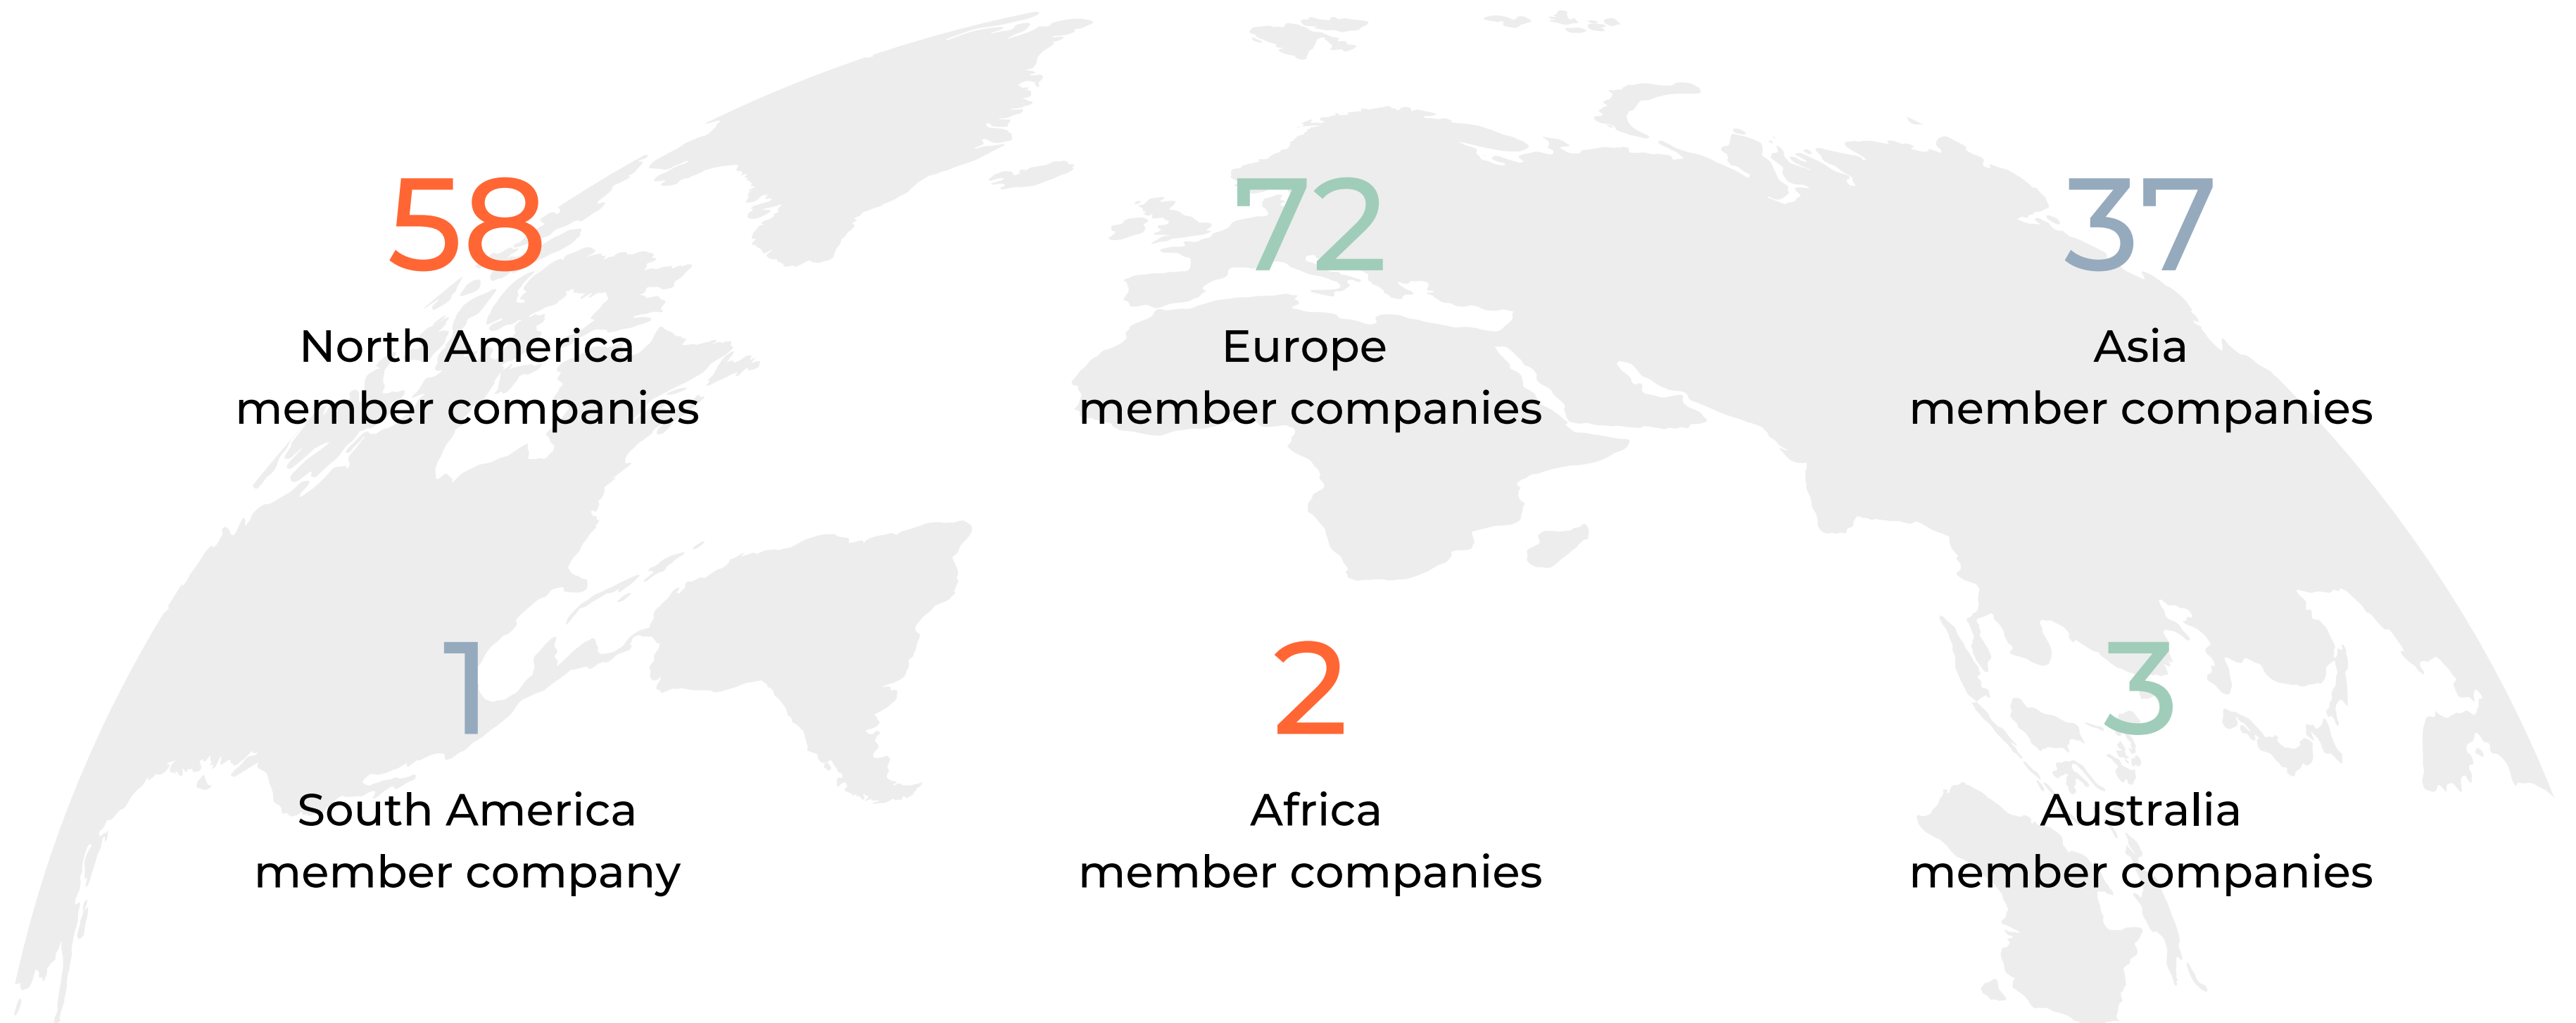 58
North America
member companies
72
Europe
member companies
37
Asia
member companies
1
South America
member company
2
Africa
member companies
3
Australia
member companies